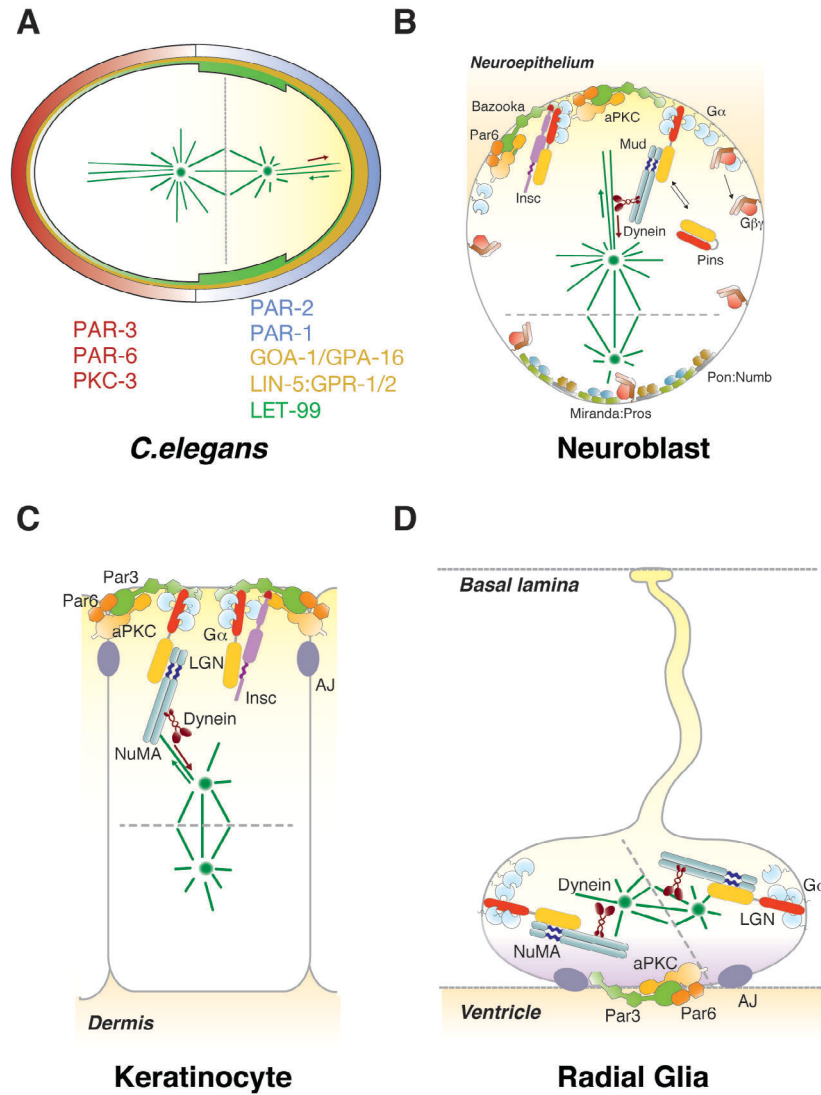 A
PAR-3
PAR-6
PKC-3
PAR-2
PAR-1
GOA-1/GPA-16
LIN-5:GPR-1/2
LET-99
C.elegans
B
Neuroepithelium
Bazooka
aPKC
Gα
Par6
Mud
Insc
Gβγ
Dynein
Pins
Pon:Numb
Miranda:Pros
Neuroblast
C
Par3
Par6
aPKC
Gα
LGN
AJ
Insc
Dynein
NuMA
Dermis
Keratinocyte
D
Basal lamina
Dynein
Gα
LGN
NuMA
aPKC
AJ
Ventricle
Par3
Par6
Radial Glia